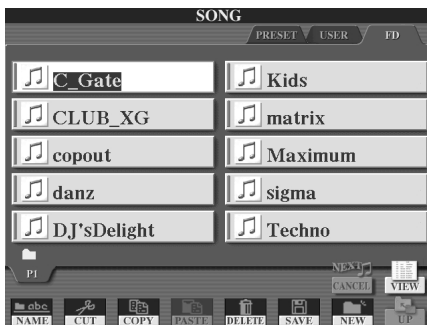 SONG
PRESET USER FD
C_Gate Kids
CLUB_XG matrix
copout Maximum
danz sigma
DJ'sDelight Techno
P1
NEXT
CANCEL VIEW
abc
NAME CUT COPY PASTE DELETE SAVE NEW UP